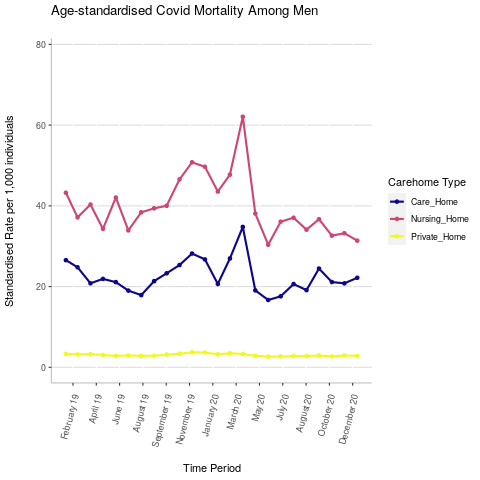 Age-standardised Covid Mortality Among Men
Standardised Rate per 1,000 individuals
80
60
40
20
0
February 19
April 19
June 19
August 19
September 19
November 19
January 20
March 20
May 20
July 20
August 20
October 20
December 20
Time Period
Carehome Type
Care_Home
Nursing_Home
Private_Home